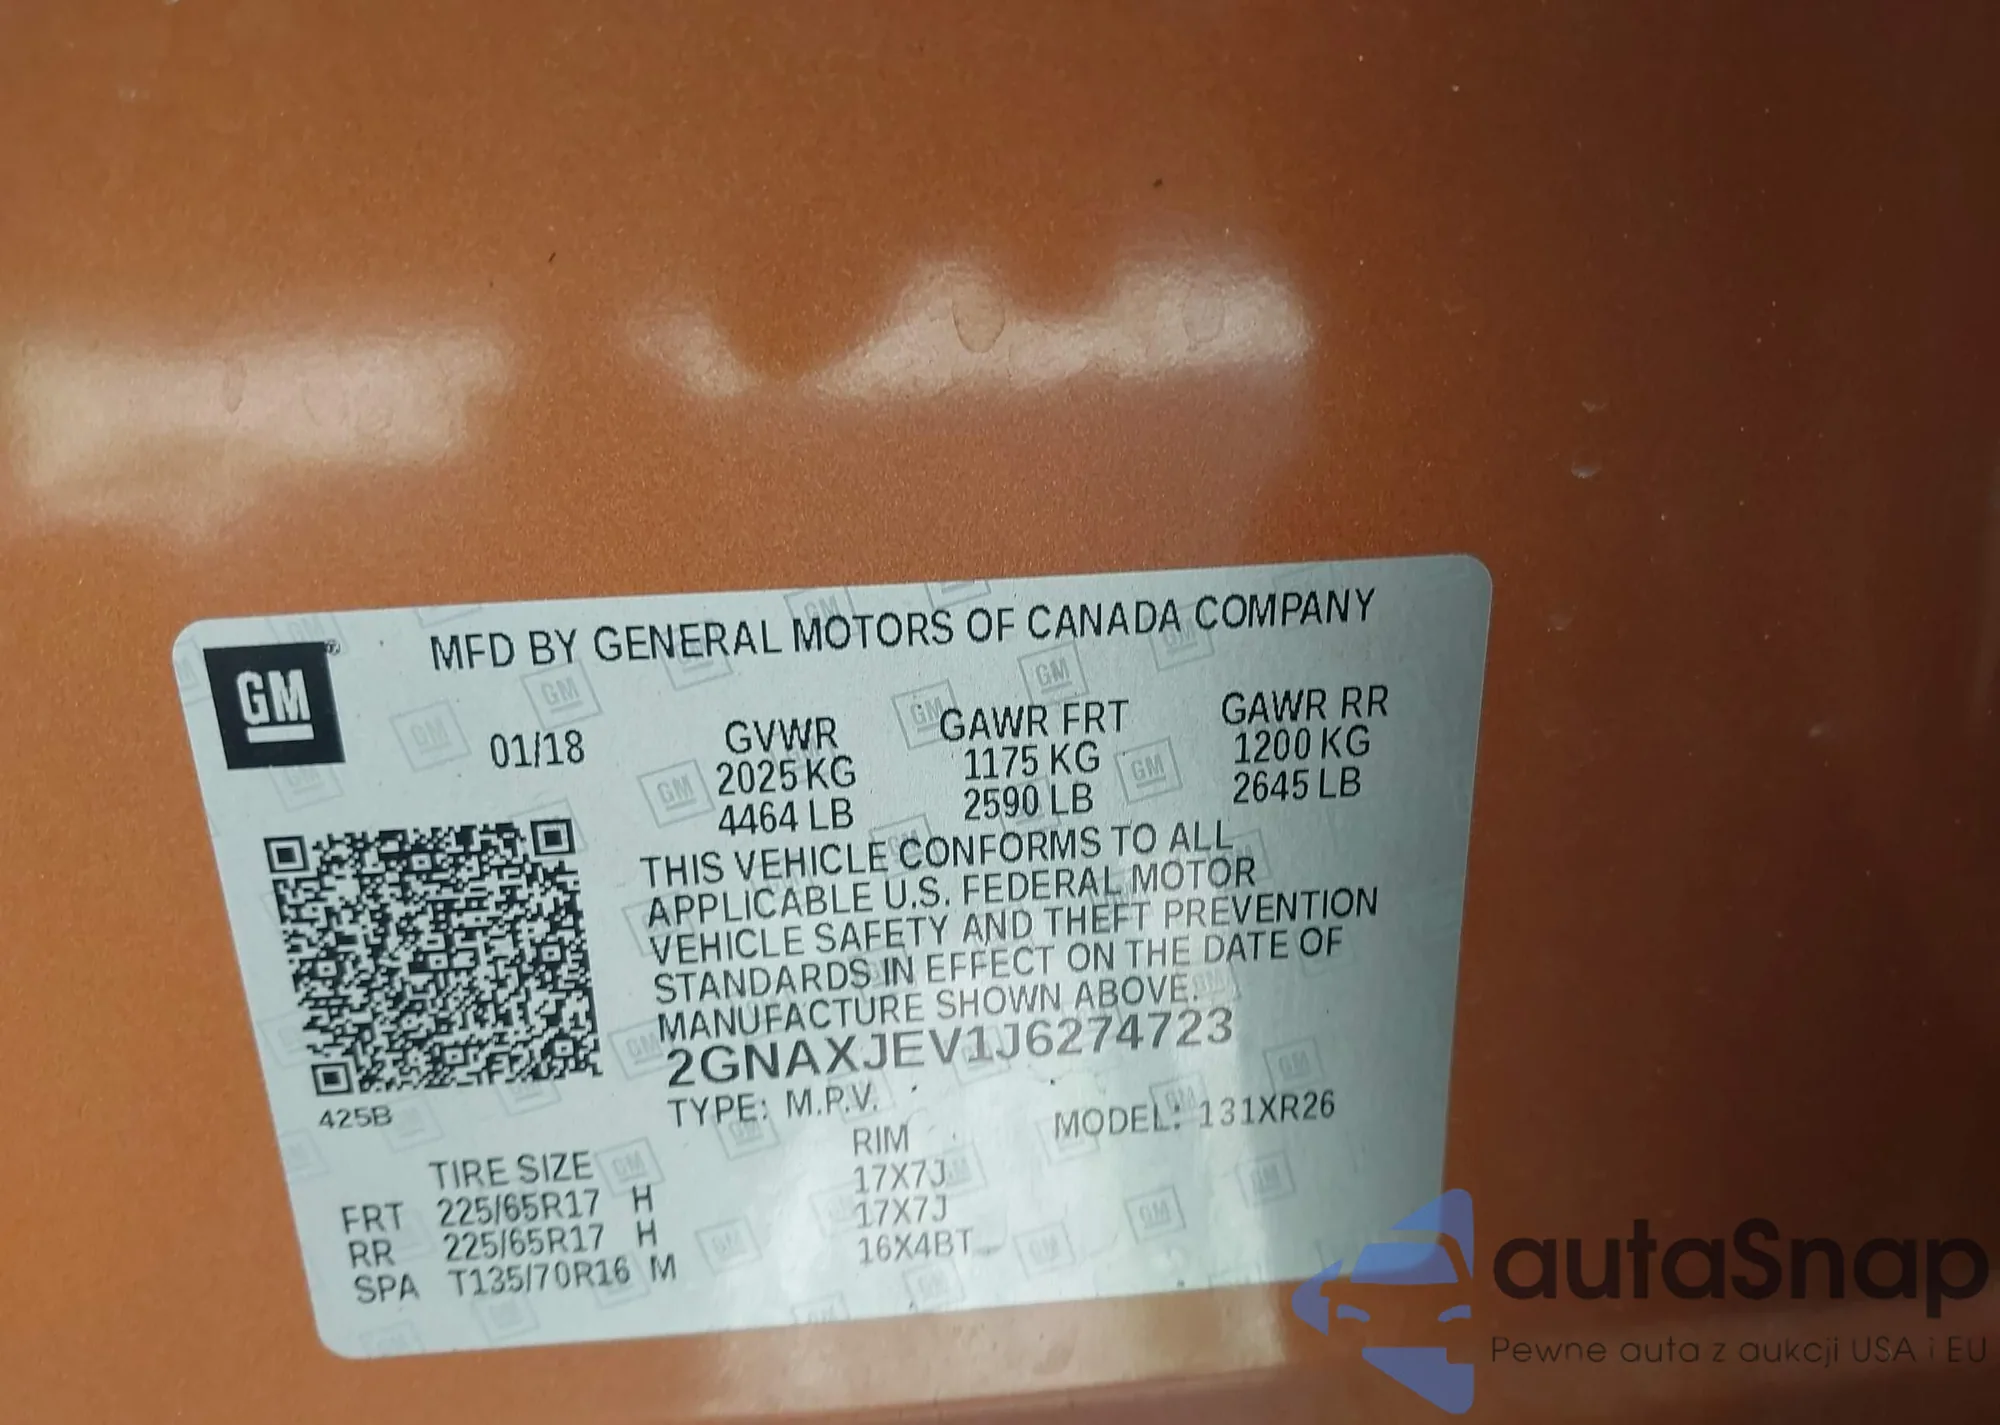 MFD BY GENERAL MOTORS OF CANADA COMPANY
GM
01/18
GVWR GAWR FRT GAWR RR
2025 KG 1175 KG 1200 KG
4464 LB 2590 LB 2645 LB
THIS VEHICLE CONFORMS TO ALL
APPLICABLE U.S. FEDERAL MOTOR
VEHICLE SAFETY AND THEFT PREVENTION
STANDARDS IN EFFECT ON THE DATE OF
MANUFACTURE SHOWN ABOVE.
2GNAXJEV1J6274723
425B
TYPE: M.P.V. MODEL: 131XR26
TIRE SIZE RIM
FRT 225/65R17 H 17X7J
RR 225/65R17 H 17X7J
SPA T135/70R16 M 16X4BT
autaSnap
Pewne auta z aukcji USA i EU